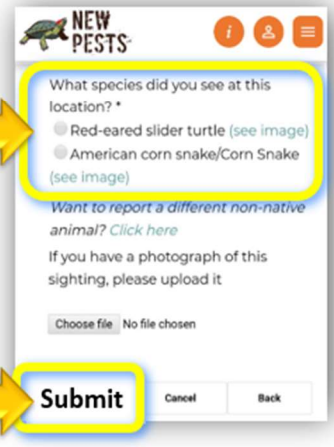 NEW
PESTS
i
What species did you see at this
location? *
Red-eared slider turtle (see image)
American corn snake/Corn Snake
(see image)
Want to report a different non-native
animal? Click here
If you have a photograph of this
sighting, please upload it
Choose file No file chosen
Submit Cancel Back